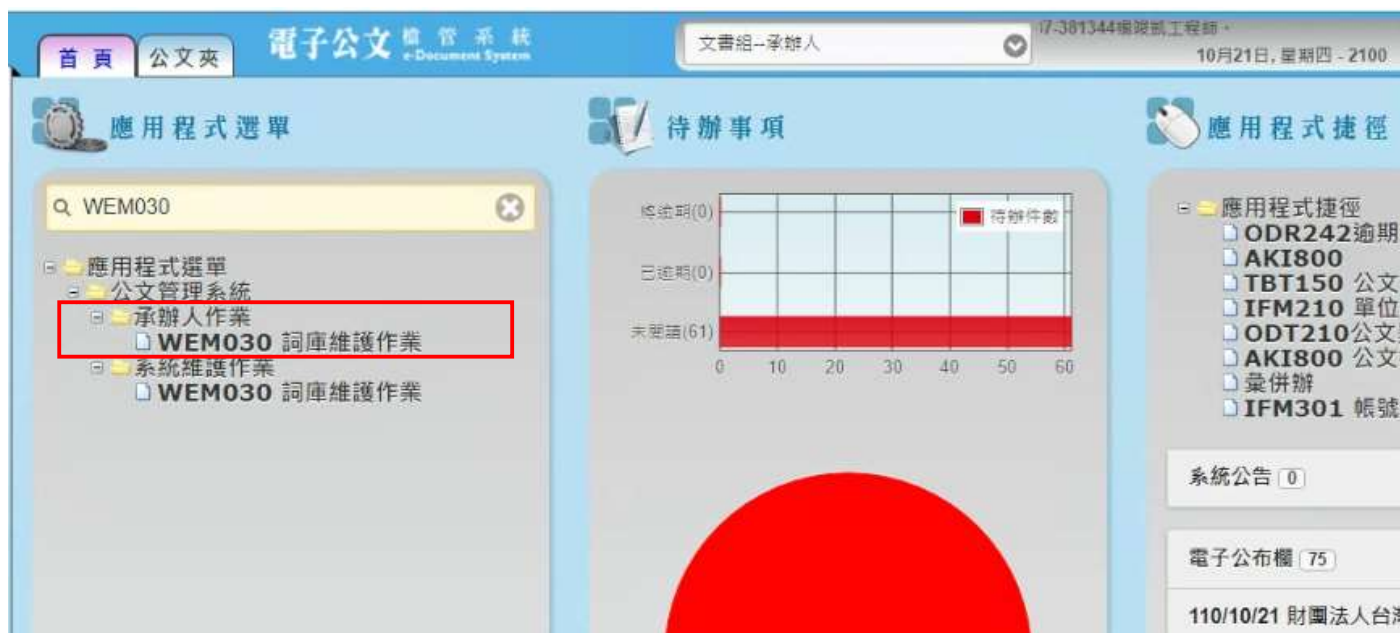 首 頁
公文夾
電子公文 檔 管 系 統
e-Document System
文書組--承辦人
10月21日, 星期四 - 2100
應用程式選單
WEM030
應用程式選單
公文管理系統
承辦人作業
WEM030 詞庫維護作業
系統維護作業
WEM030 詞庫維護作業
待辦事項
待辦件數
將逾期(0)
已逾期(0)
未閱讀(61)
0 10 20 30 40 50 60
應用程式捷徑
應用程式捷徑
ODR242逾期
AKI800
TBT150 公文
IFM210 單位
ODT210公文
AKI800 公文
彙併辦
IFM301 帳號
系統公告 0
電子公布欄 75
110/10/21 財團法人台